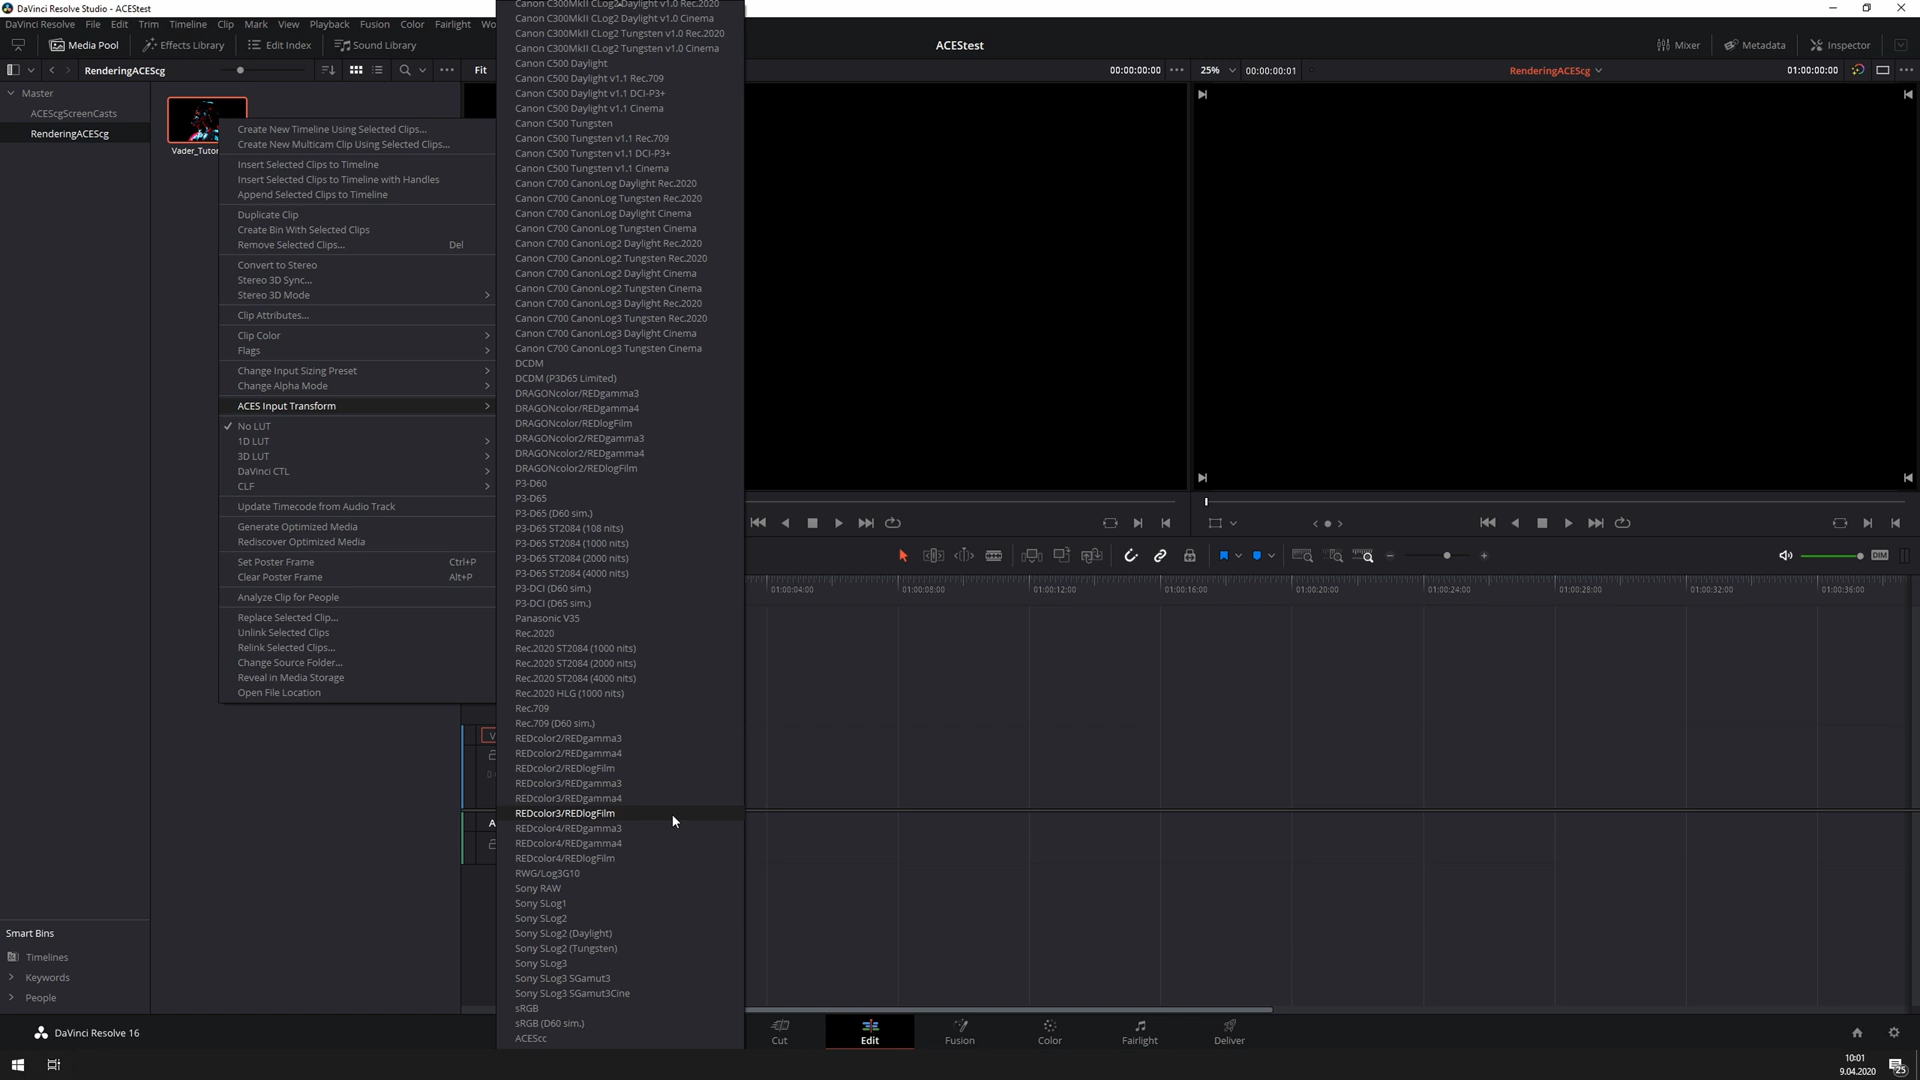 DaVinci Resolve Studio - ACEStest
DaVinci Resolve File Edit Trim Timeline Clip Mark View Playback Fusion Color Fairlight Wo
Media Pool Effects Library Edit Index Sound Library
ACEStest
Mixer Metadata Inspector
RenderingACEScg
Fit
00:00:00:00
25% 00:00:00:01
RenderingACEScg
01:00:00:00
Master
ACEScgScreenCasts
RenderingACEScg
Vader_Tutor
Create New Timeline Using Selected Clips...
Create New Multicam Clip Using Selected Clips...
Insert Selected Clips to Timeline
Insert Selected Clips to Timeline with Handles
Append Selected Clips to Timeline
Duplicate Clip
Create Bin With Selected Clips
Remove Selected Clips... Del
Convert to Stereo
Stereo 3D Sync...
Stereo 3D Mode
Clip Attributes...
Clip Color
Flags
Change Input Sizing Preset
Change Alpha Mode
ACES Input Transform
No LUT
1D LUT
3D LUT
DaVinci CTL
CLF
Update Timecode from Audio Track
Generate Optimized Media
Rediscover Optimized Media
Set Poster Frame Ctrl+P
Clear Poster Frame Alt+P
Analyze Clip for People
Replace Selected Clip...
Unlink Selected Clips
Relink Selected Clips...
Change Source Folder...
Reveal in Media Storage
Open File Location
Canon C300MkII CLog2 Daylight v1.0 Rec.2020
Canon C300MkII CLog2 Daylight v1.0 Cinema
Canon C300MkII CLog2 Tungsten v1.0 Rec.2020
Canon C300MkII CLog2 Tungsten v1.0 Cinema
Canon C500 Daylight
Canon C500 Daylight v1.1 Rec.709
Canon C500 Daylight v1.1 DCI-P3+
Canon C500 Daylight v1.1 Cinema
Canon C500 Tungsten
Canon C500 Tungsten v1.1 Rec.709
Canon C500 Tungsten v1.1 DCI-P3+
Canon C500 Tungsten v1.1 Cinema
Canon C700 CanonLog Daylight Rec.2020
Canon C700 CanonLog Tungsten Rec.2020
Canon C700 CanonLog Daylight Cinema
Canon C700 CanonLog Tungsten Cinema
Canon C700 CanonLog2 Daylight Rec.2020
Canon C700 CanonLog2 Tungsten Rec.2020
Canon C700 CanonLog2 Daylight Cinema
Canon C700 CanonLog2 Tungsten Cinema
Canon C700 CanonLog3 Daylight Rec.2020
Canon C700 CanonLog3 Tungsten Rec.2020
Canon C700 CanonLog3 Daylight Cinema
Canon C700 CanonLog3 Tungsten Cinema
DCDM
DCDM (P3D65 Limited)
DRAGONcolor/REDgamma3
DRAGONcolor/REDgamma4
DRAGONcolor/REDlogFilm
DRAGONcolor2/REDgamma3
DRAGONcolor2/REDgamma4
DRAGONcolor2/REDlogFilm
P3-D60
P3-D65
P3-D65 (D60 sim.)
P3-D65 ST2084 (108 nits)
P3-D65 ST2084 (1000 nits)
P3-D65 ST2084 (2000 nits)
P3-D65 ST2084 (4000 nits)
P3-DCI (D60 sim.)
P3-DCI (D65 sim.)
Panasonic V35
Rec.2020
Rec.2020 ST2084 (1000 nits)
Rec.2020 ST2084 (2000 nits)
Rec.2020 ST2084 (4000 nits)
Rec.2020 HLG (1000 nits)
Rec.709
Rec.709 (D60 sim.)
REDcolor2/REDgamma3
REDcolor2/REDgamma4
REDcolor2/REDlogFilm
REDcolor3/REDgamma3
REDcolor3/REDgamma4
REDcolor3/REDlogFilm
REDcolor4/REDgamma3
REDcolor4/REDgamma4
REDcolor4/REDlogFilm
RWG/Log3G10
Sony RAW
Sony SLog1
Sony SLog2
Sony SLog2 (Daylight)
Sony SLog2 (Tungsten)
Sony SLog3
Sony SLog3 SGamut3
Sony SLog3 SGamut3Cine
sRGB
sRGB (D60 sim.)
ACEScc
DIM
01:00:04:00 01:00:08:00 01:00:12:00 01:00:16:00 01:00:20:00 01:00:24:00 01:00:28:00 01:00:32:00 01:00:36:00
V
A
Smart Bins
Timelines
Keywords
People
DaVinci Resolve 16
Cut Edit Fusion Color Fairlight Deliver
10:01
9.04.2020
25